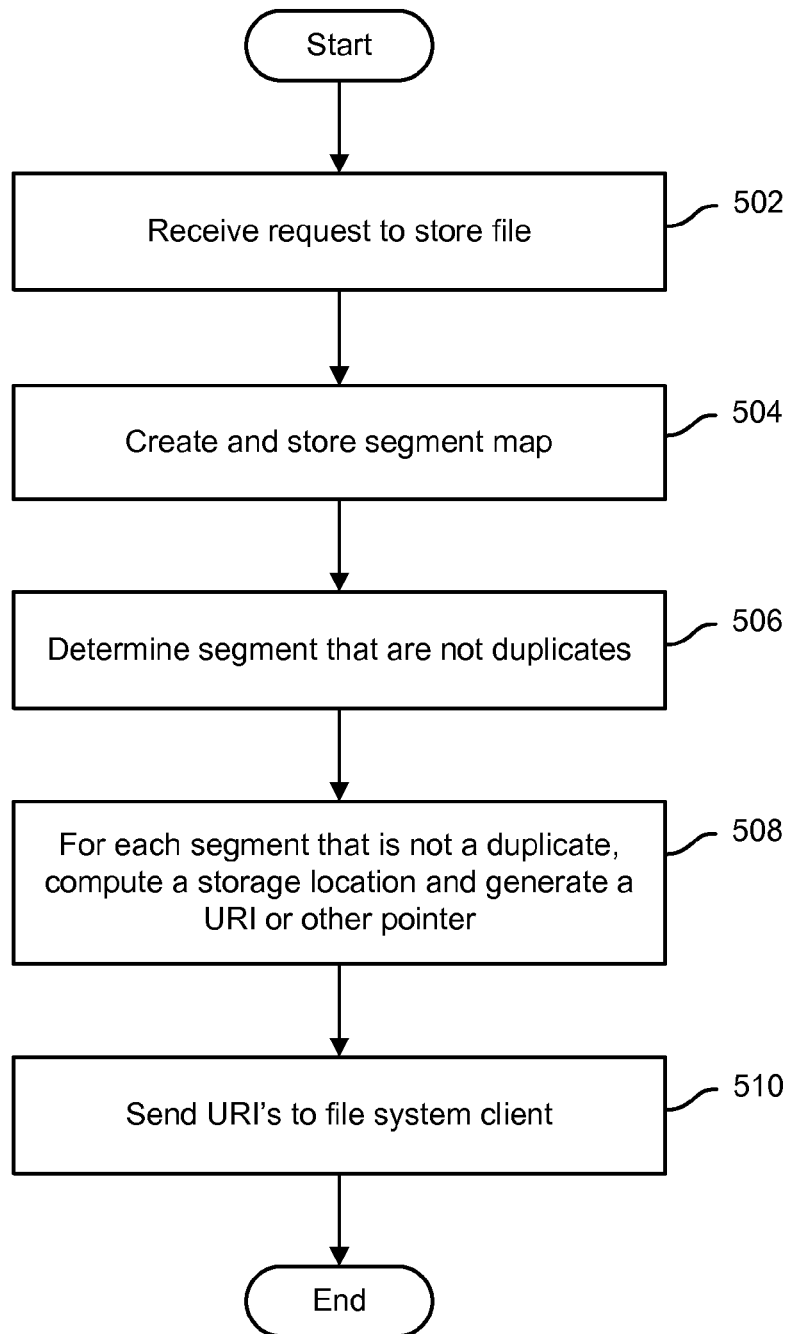 Start
Receive request to store file
502
Create and store segment map
504
Determine segment that are not duplicates
506
For each segment that is not a duplicate,
compute a storage location and generate a
URI or other pointer
508
Send URI's to file system client
510
End